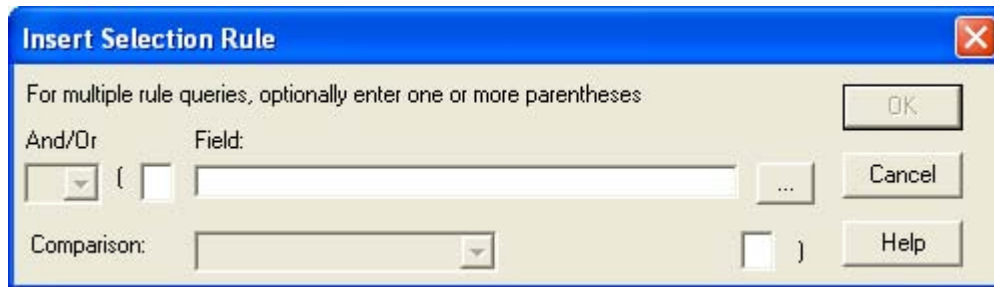 Insert Selection Rule
For multiple rule queries, optionally enter one or more parentheses
OK
And/Or Field:
(
...
Cancel
Comparison:
)
Help